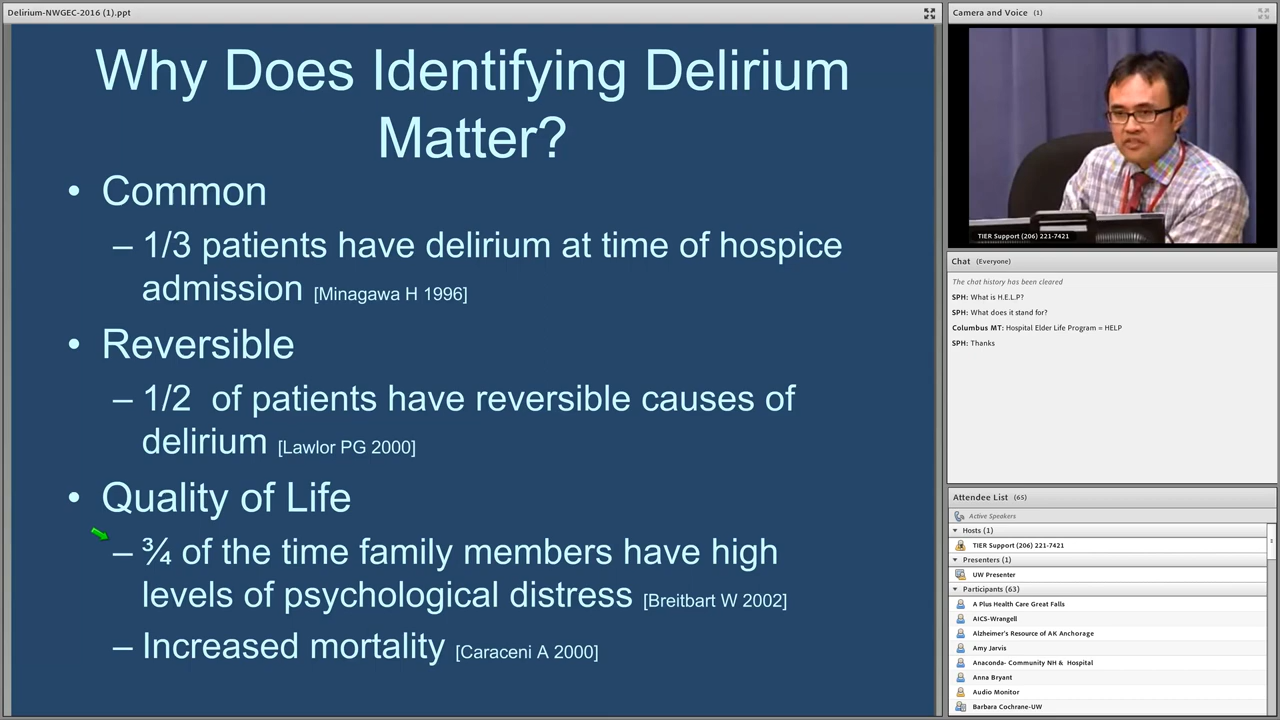 Delirium-NWGEC-2016 (1).ppt
Why Does Identifying Delirium
Matter?
• Common
– 1/3 patients have delirium at time of hospice
admission [Minagawa H 1996]
• Reversible
– 1/2 of patients have reversible causes of
delirium [Lawlor PG 2000]
• Quality of Life
– ¾ of the time family members have high
levels of psychological distress [Breitbart W 2002]
– Increased mortality [Caraceni A 2000]
Camera and Voice (1)
TIER Support (206) 221-7421
Chat (Everyone)
The chat history has been cleared
SPH: What is H.E.L.P?
SPH: What does it stand for?
Columbus MT: Hospital Elder Life Program = HELP
SPH: Thanks
Attendee List (65)
Active Speakers
Hosts (1)
TIER Support (206) 221-7421
Presenters (1)
UW Presenter
Participants (63)
A Plus Health Care Great Falls
AICS-Wrangell
Alzheimer's Resource of AK Anchorage
Amy Jarvis
Anaconda- Community NH & Hospital
Anna Bryant
Audio Monitor
Barbara Cochrane-UW